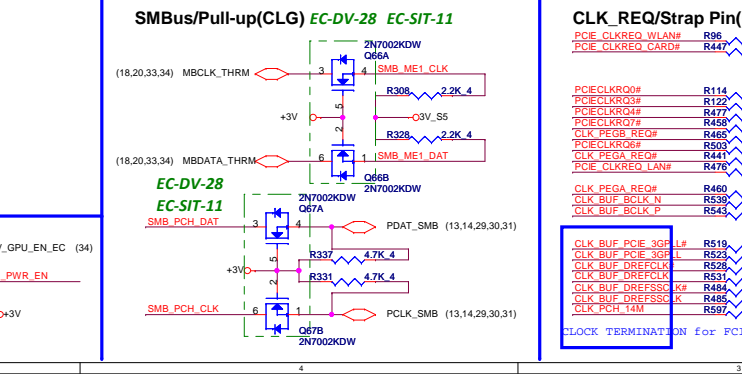 SMBus/Pull-up(CLG) EC-DV-28 EC-SIT-11
2N7002KDW
Q66A
(18,20,33,34) MBCLK_THRM
3
4
SMB_ME1_CLK
R308
2.2K_4
5
+3V
3V_S5
2
R328
2.2K_4
(18,20,33,34) MBDATA_THRM
6
1
SMB_ME1_DAT
Q66B
2N7002KDW
EC-DV-28
EC-SIT-11
2N7002KDW
Q67A
SMB_PCH_DAT
3
4
PDAT_SMB (13,14,29,30,31)
5
R337
4.7K_4
+3V
R331
4.7K_4
2
SMB_PCH_CLK
6
1
PCLK_SMB (13,14,29,30,31)
Q67B
2N7002KDW
_GPU_EN_EC (34)
_PWR_EN
+3V
CLK_REQ/Strap Pin(
PCIE_CLKREQ_WLAN# R96
PCIE_CLKREQ_CARD# R447
PCIECLKRQ0# R114
PCIECLKRQ3# R122
PCIECLKRQ4# R477
PCIECLKRQ7# R458
CLK_PEGB_REQ# R465
PCIECLKRQ6# R503
CLK_PEGA_REQ# R441
PCIE_CLKREQ_LAN# R476
CLK_PEGA_REQ# R460
CLK_BUF_BCLK_N R539
CLK_BUF_BCLK_P R543
CLK_BUF_PCIE_3GPLL# R519
CLK_BUF_PCIE_3GPLL R523
CLK_BUF_DREFCLK# R528
CLK_BUF_DREFCLK R531
CLK_BUF_DREFSSCLK# R484
CLK_BUF_DREFSSCLK R485
CLK_PCH_14M R597
CLOCK TERMINATION for FCI
4
3